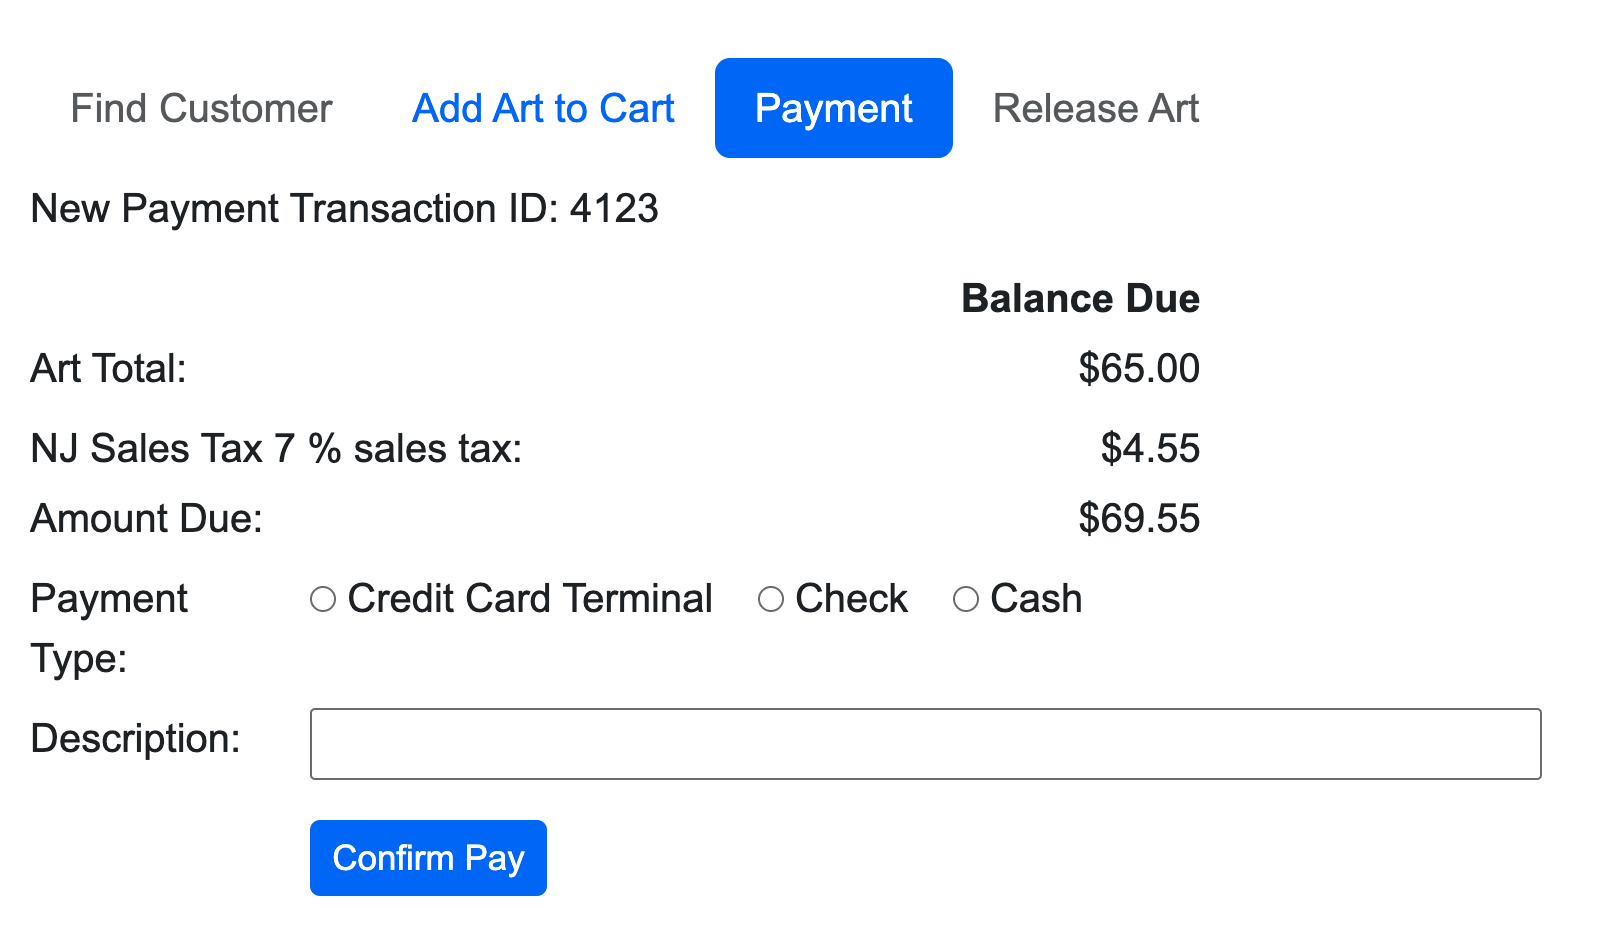 Find Customer Add Art to Cart Payment Release Art
New Payment Transaction ID: 4123
Balance Due
Art Total: $65.00
NJ Sales Tax 7 % sales tax: $4.55
Amount Due: $69.55
Payment Type: Credit Card Terminal Check Cash
Description:
Confirm Pay